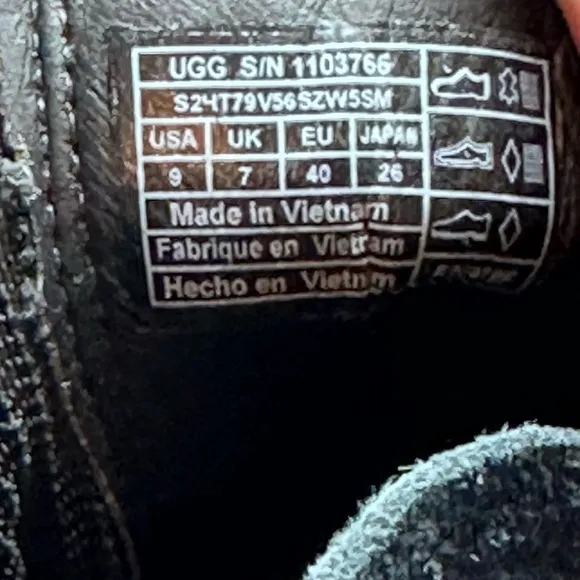 UGG S/N 1103766
S24T79V56SZW5SM
USA UK EU JAPAN
9 7 40 26
Made in Vietnam
Fabrique en Vietnam
Hecho en Vietnam